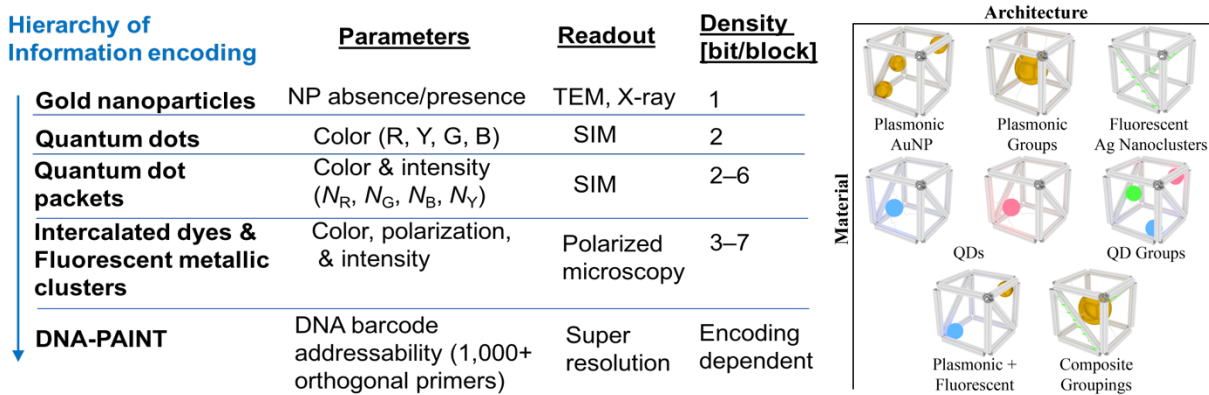 Hierarchy of
Information encoding
Parameters
Readout
Density
[bit/block]
Gold nanoparticles
NP absence/presence
TEM, X-ray
1
Quantum dots
Color (R, Y, G, B)
SIM
2
Quantum dot
packets
Color & intensity
(NR, NG, NB, NY)
SIM
2–6
Intercalated dyes &
Fluorescent metallic
clusters
Color, polarization,
& intensity
Polarized
microscopy
3–7
DNA-PAINT
DNA barcode
addressability (1,000+
orthogonal primers)
Super
resolution
Encoding
dependent
Architecture
Material
Plasmonic
AuNP
Plasmonic
Groups
Fluorescent
Ag Nanoclusters
QDs
QD Groups
Plasmonic +
Fluorescent
Composite
Groupings